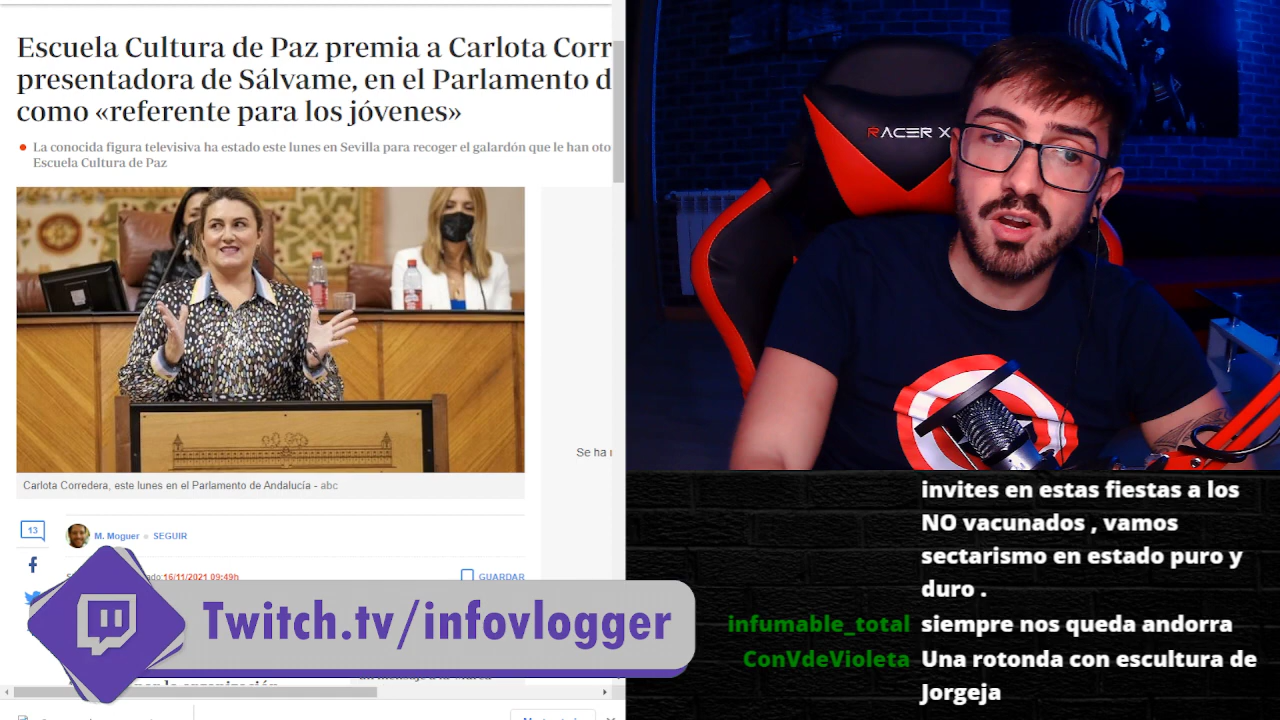 Escuela Cultura de Paz premia a Carlota Corr
presentadora de Sálvame, en el Parlamento d
como «referente para los jóvenes»
La conocida figura televisiva ha estado este lunes en Sevilla para recoger el galardón que le han oto
Escuela Cultura de Paz
RACER X
Se ha
Carlota Corredera, este lunes en el Parlamento de Andalucía - abc
13
M. Moguer
SEGUIR
16/11/2021 09:49h
GUARDAR
Twitch.tv/infovlogger
invites en estas fiestas a los
NO vacunados , vamos
sectarismo en estado puro y
duro .
infumable_total siempre nos queda andorra
ConVdeVioleta Una rotonda con escultura de
Jorgeja